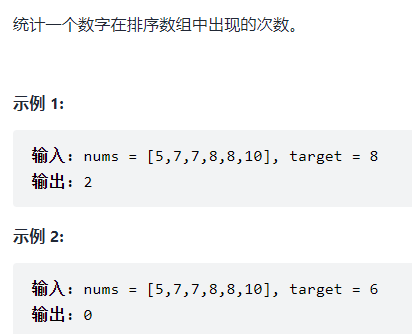 统计一个数字在排序数组中出现的次数。
示例 1:
输入：nums = [5,7,7,8,8,10], target = 8
输出：2
示例 2:
输入：nums = [5,7,7,8,8,10], target = 6
输出：0